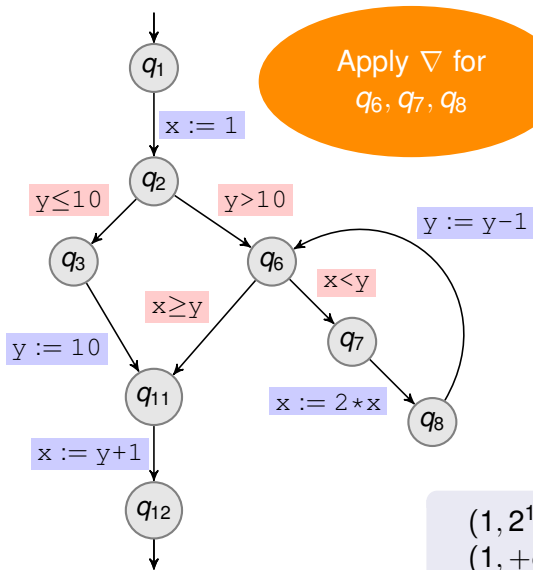 q1
Apply ∇ for
q6, q7, q8
x := 1
q2
y≤10
y>10
y := y-1
q3
q6
x<y
x≥y
q7
y := 10
x := 2*x
q11
q8
x := y+1
q12
(1, 2
(1, +